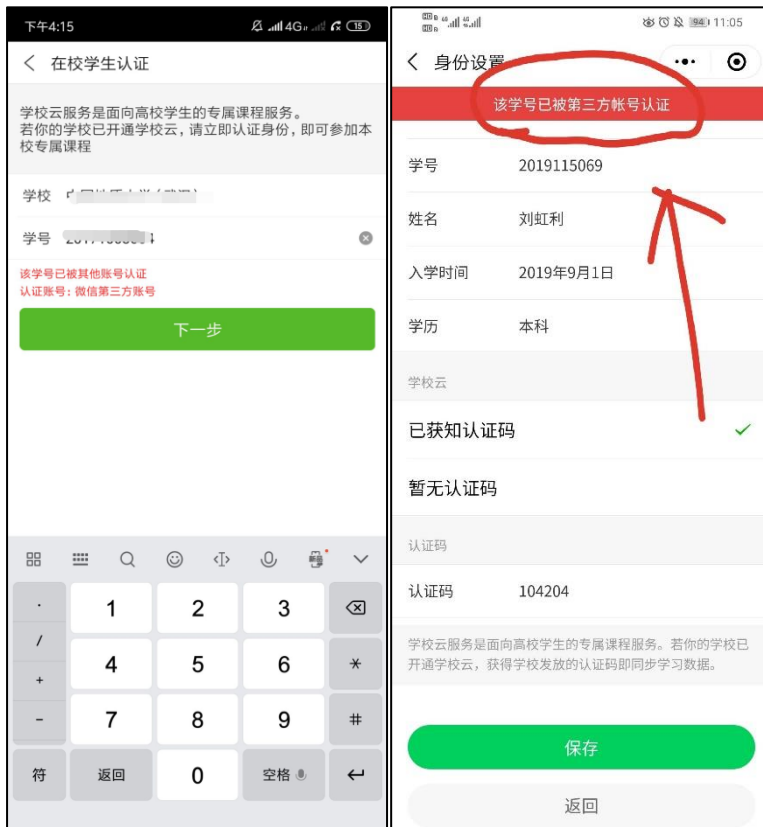 下午4:15
4G
15
在校学生认证
学校云服务是面向高校学生的专属课程服务。
若你的学校已开通学校云，请立即认证身份，即可参加本
校专属课程
学校
学号
该学号已被其他账号认证
认证账号：微信第三方账号
下一步
.
1
2
3
/
4
5
6
*
+
-
7
8
9
#
符
返回
0
空格
94
11:05
身份设置
该学号已被第三方帐号认证
学号
2019115069
姓名
刘虹利
入学时间
2019年9月1日
学历
本科
学校云
已获知认证码
暂无认证码
认证码
认证码
104204
学校云服务是面向高校学生的专属课程服务。若你的学校已
开通学校云，获得学校发放的认证码即同步学习数据。
保存
返回